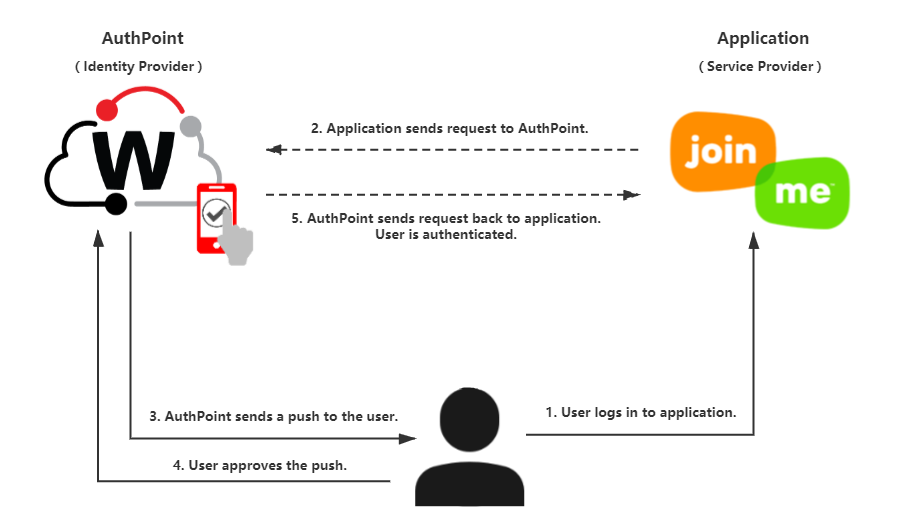 AuthPoint
( Identity Provider )
Application
( Service Provider )
W
2. Application sends request to AuthPoint.
join
me™
5. AuthPoint sends request back to application.
User is authenticated.
3. AuthPoint sends a push to the user.
1. User logs in to application.
4. User approves the push.